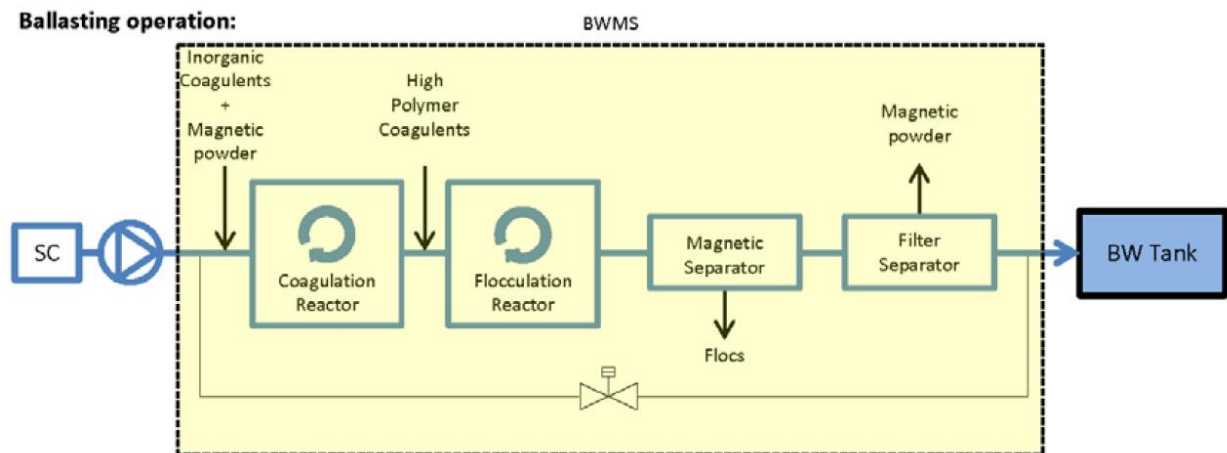 Ballasting operation:
BWMS
Inorganic
Coagulents
+
Magnetic
powder
High
Polymer
Coagulents
Magnetic
powder
SC
Coagulation
Reactor
Flocculation
Reactor
Magnetic
Separator
Filter
Separator
BW Tank
Flocs